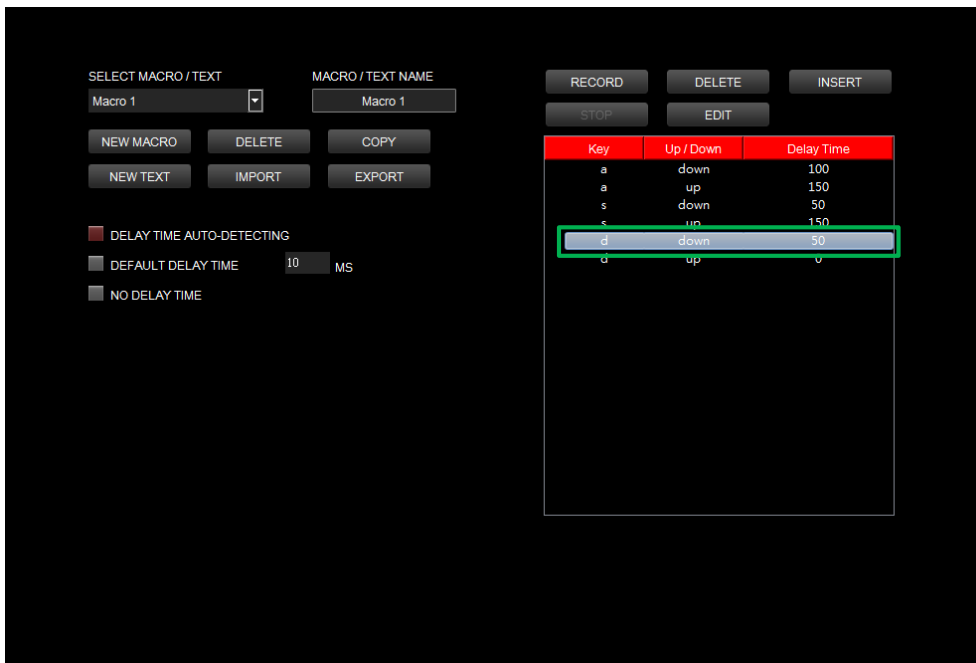 SELECT MACRO / TEXT
MACRO / TEXT NAME
Macro 1
Macro 1
NEW MACRO
DELETE
COPY
NEW TEXT
IMPORT
EXPORT
DELAY TIME AUTO-DETECTING
DEFAULT DELAY TIME 10 MS
NO DELAY TIME
RECORD
DELETE
INSERT
STOP
EDIT
Key Up / Down Delay Time
a down 100
a up 150
s down 50
s up 150
d down 50
d up 0